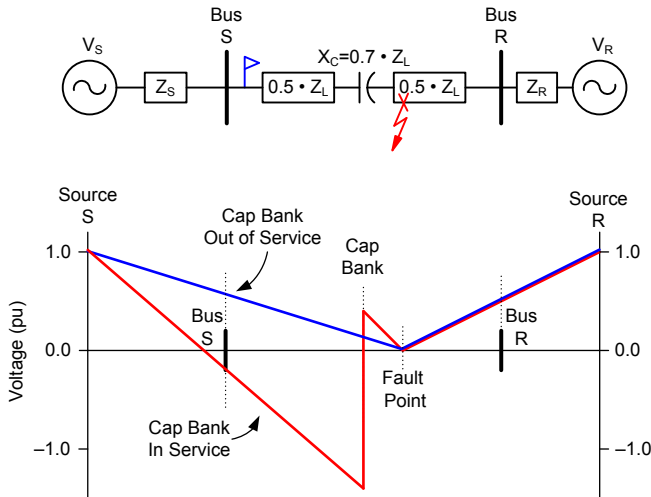 Bus
S
Bus
R
V_S
V_R
X_C=0.7 • Z_L
Z_S
0.5 • Z_L
0.5 • Z_L
Z_R
Source
S
Source
R
Cap Bank
Out of Service
Cap
Bank
1.0
1.0
Bus
S
Bus
R
Voltage (pu)
0.0
0.0
Fault
Point
Cap Bank
In Service
–1.0
–1.0